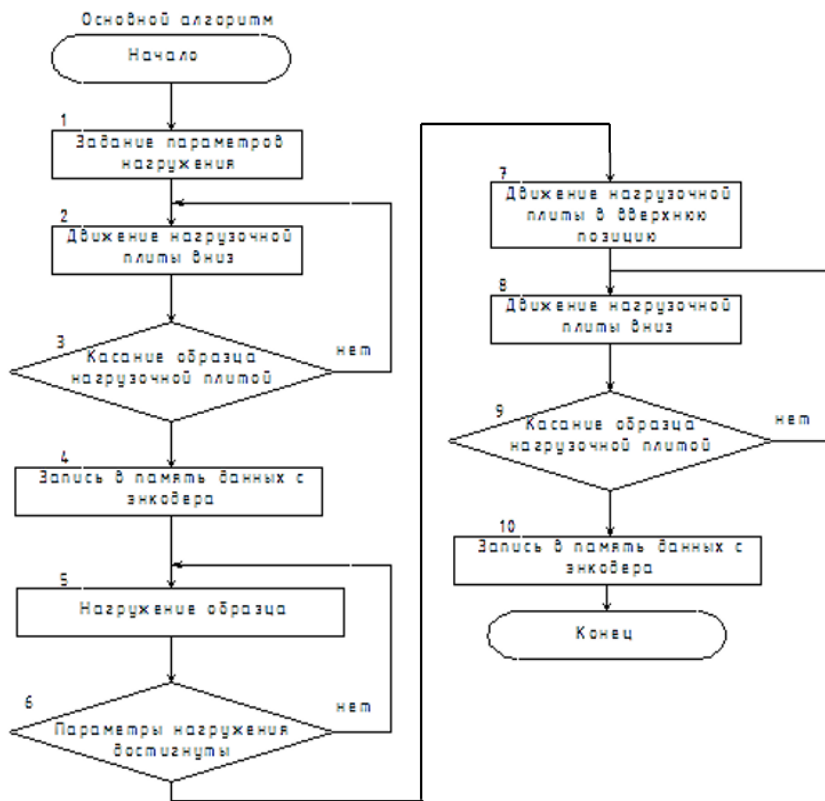 Основной алгоритм
Начало
1
Задание параметров
нагружения
2
Движение нагрузочной
плиты вниз
3
Касание образца
нагрузочной плитой
нет
4
Запись в память данных с
энкодера
5
Нагружение образца
6
Параметры нагружения
достигнуты
нет
7
Движение нагрузочной
плиты в вверхнюю
позицию
8
Движение нагрузочной
плиты вниз
9
Касание образца
нагрузочной плитой
нет
10
Запись в память данных с
энкодера
Конец